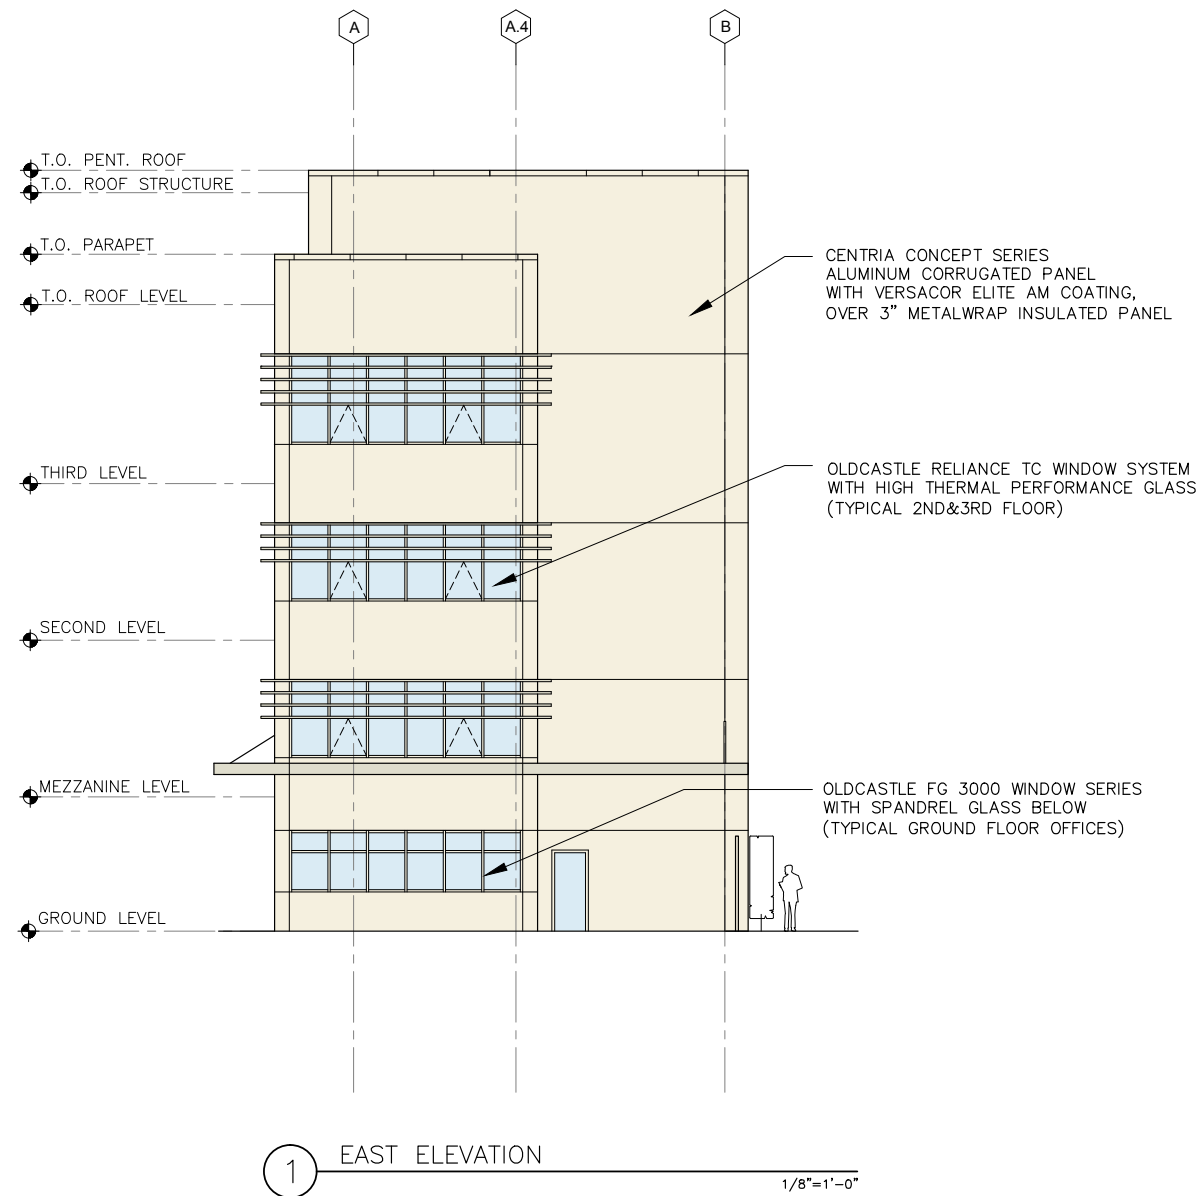 A
A.4
B
T.O. PENT. ROOF
T.O. ROOF STRUCTURE
T.O. PARAPET
T.O. ROOF LEVEL
CENTRIA CONCEPT SERIES
ALUMINUM CORRUGATED PANEL
WITH VERSACOR ELITE AM COATING,
OVER 3" METALWRAP INSULATED PANEL
THIRD LEVEL
OLDCASTLE RELIANCE TC WINDOW SYSTEM
WITH HIGH THERMAL PERFORMANCE GLASS
(TYPICAL 2ND&3RD FLOOR)
SECOND LEVEL
MEZZANINE LEVEL
OLDCASTLE FG 3000 WINDOW SERIES
WITH SPANDREL GLASS BELOW
(TYPICAL GROUND FLOOR OFFICES)
GROUND LEVEL
1
EAST ELEVATION
1/8"=1'-0"